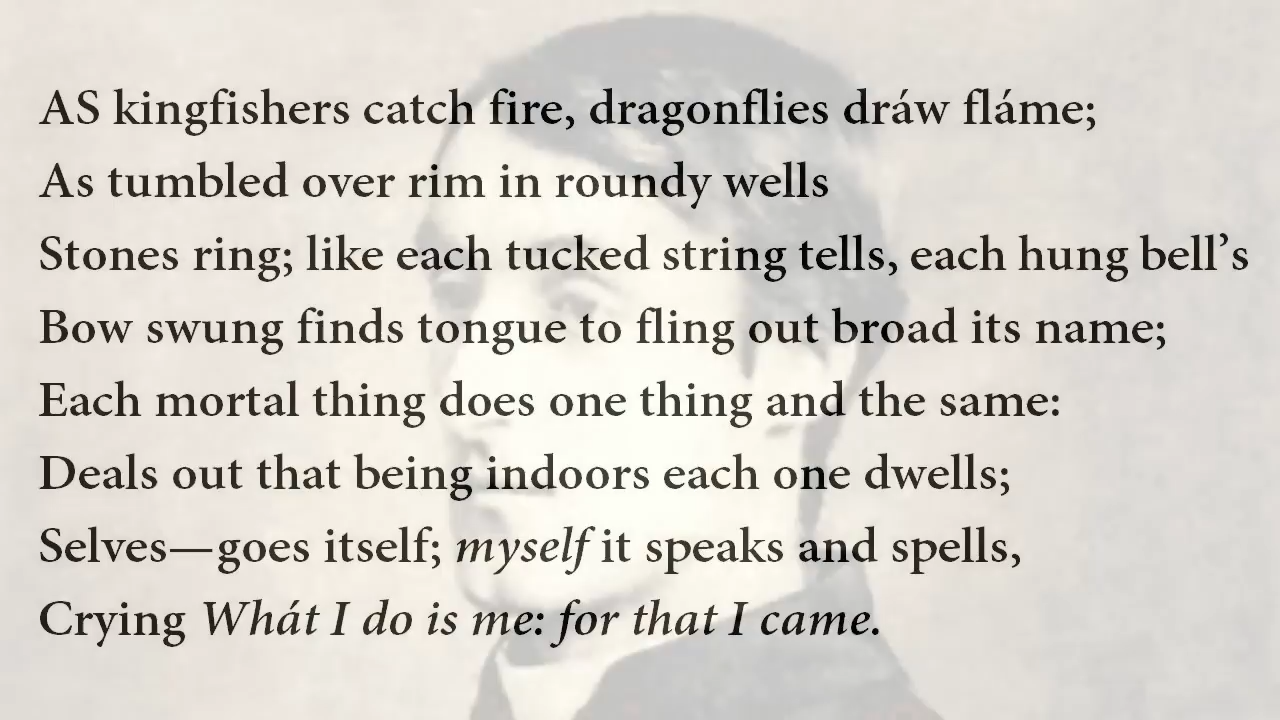 AS kingfishers catch fire, dragonflies dráw fláme;
As tumbled over rim in roundy wells
Stones ring; like each tucked string tells, each hung bell’s
Bow swung finds tongue to fling out broad its name;
Each mortal thing does one thing and the same:
Deals out that being indoors each one dwells;
Selves—goes itself; myself it speaks and spells,
Crying Whát I do is me: for that I came.